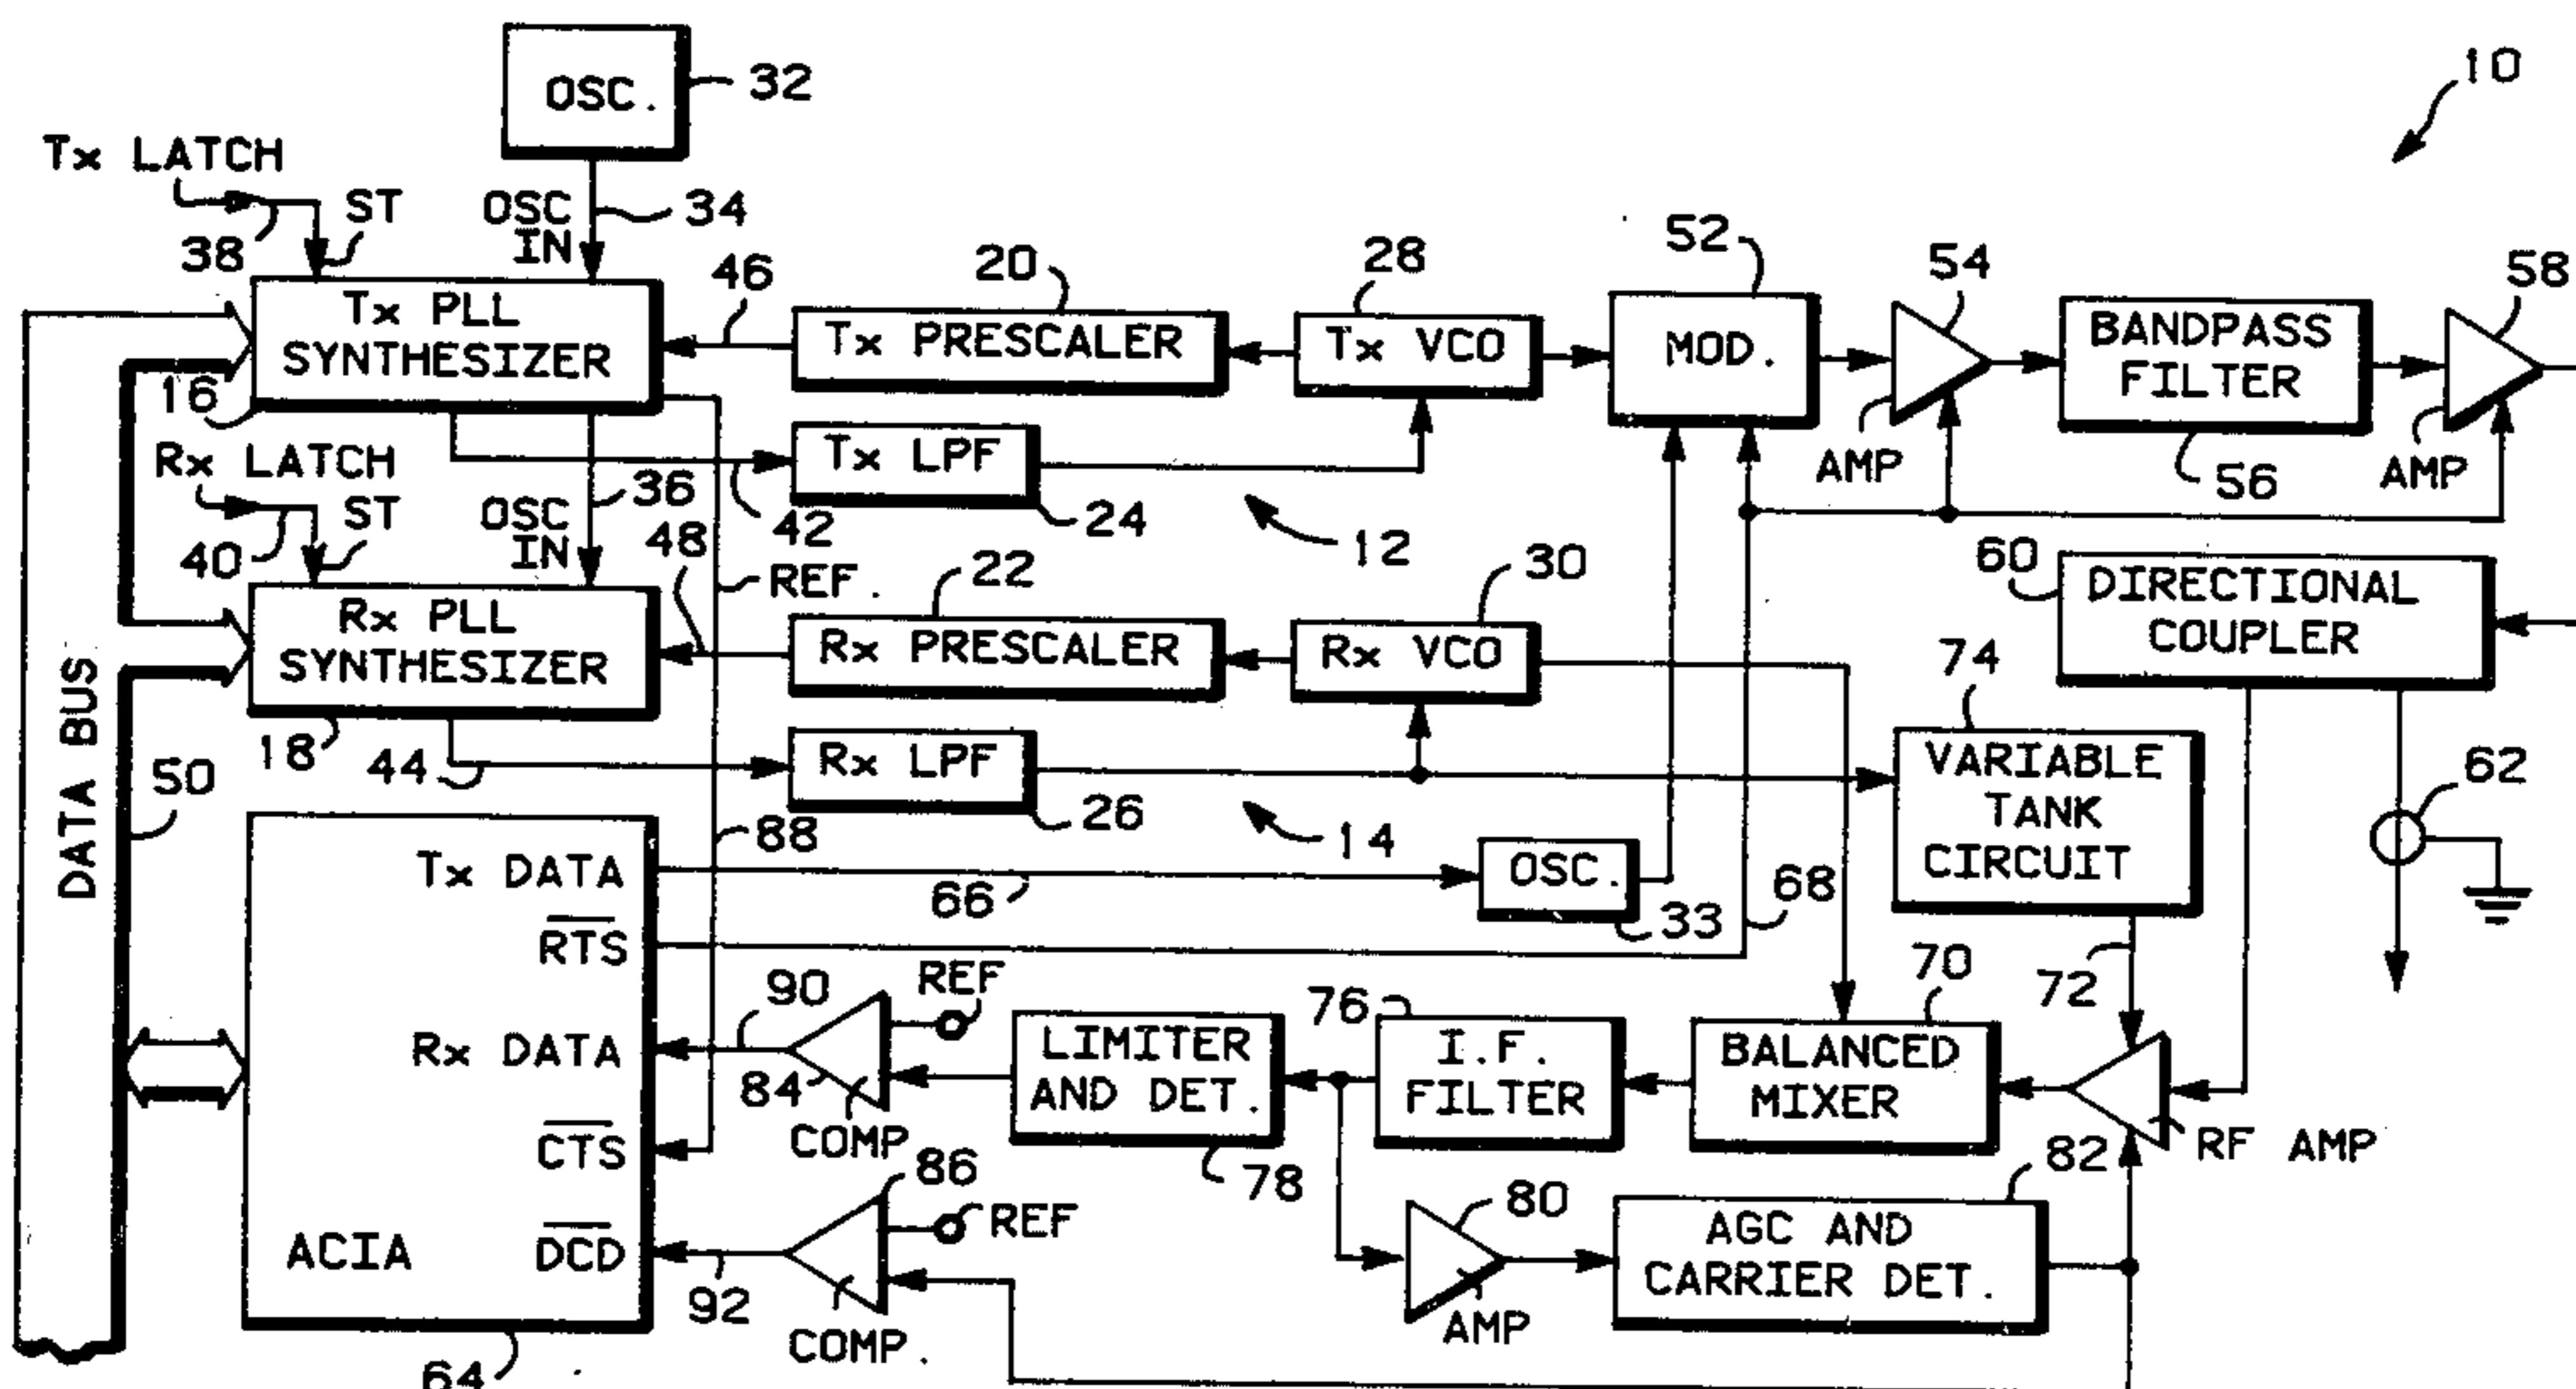 OSC.
32
10
Tx LATCH
38
ST
OSC
IN
34
46
20
28
52
54
58
Tx PLL
SYNTHESIZER
16
Tx PRESCALER
Tx VCO
MOD.
AMP
BANDPASS
FILTER
56
AMP
Tx LPF
24
42
12
Rx LATCH
40
ST
OSC
IN
36
48
REF.
22
30
60
DIRECTIONAL
COUPLER
Rx PLL
SYNTHESIZER
18
Rx PRESCALER
Rx VCO
74
VARIABLE
TANK
CIRCUIT
62
44
Rx LPF
26
14
DATA BUS
50
88
Tx DATA
66
OSC.
33
68
RTS
72
90
REF
76
70
Rx DATA
84
COMP
LIMITER
AND DET.
78
I.F.
FILTER
BALANCED
MIXER
RF AMP
CTS
86
REF
80
82
ACIA
DCD
92
COMP.
AMP
AGC AND
CARRIER DET.
64